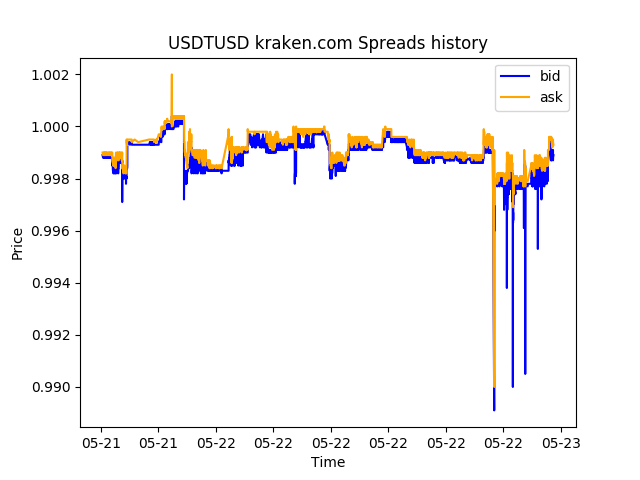 USDTUSD kraken.com Spreads history
bid
ask
1.002
1.000
0.998
0.996
0.994
0.992
0.990
Price
05-21 05-21 05-22 05-22 05-22 05-22 05-22 05-22 05-23
Time